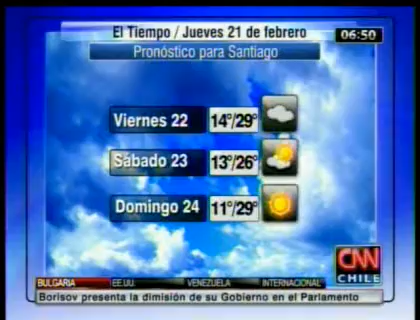 El Tiempo / Jueves 21 de febrero
06:50
Pronóstico para Santiago
Viernes 22 14°/29°
Sábado 23 13°/26°
Domingo 24 11°/29°
CNN
CHILE
BULGARIA EE.UU. VENEZUELA INTERNACIONAL
Borisov presenta la dimisión de su Gobierno en el Parlamento